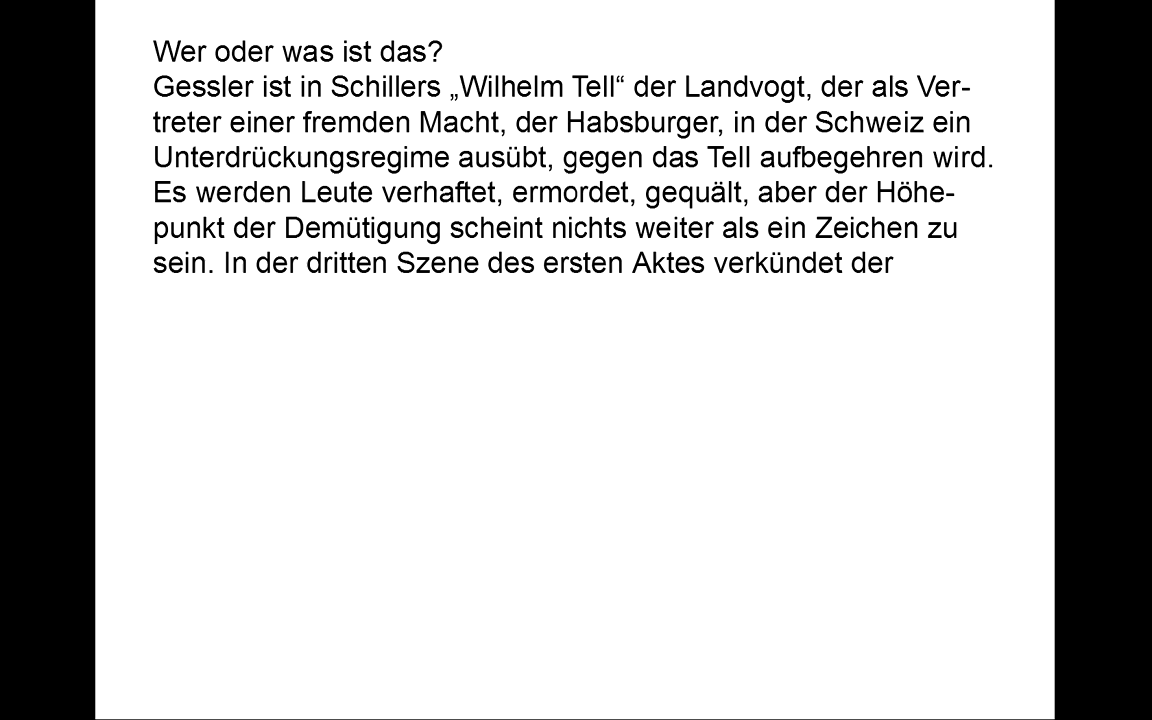 Wer oder was ist das?
Gessler ist in Schillers „Wilhelm Tell“ der Landvogt, der als Ver-
treter einer fremden Macht, der Habsburger, in der Schweiz ein
Unterdrückungsregime ausübt, gegen das Tell aufbegehren wird.
Es werden Leute verhaftet, ermordet, gequält, aber der Höhe-
punkt der Demütigung scheint nichts weiter als ein Zeichen zu
sein. In der dritten Szene des ersten Aktes verkündet der